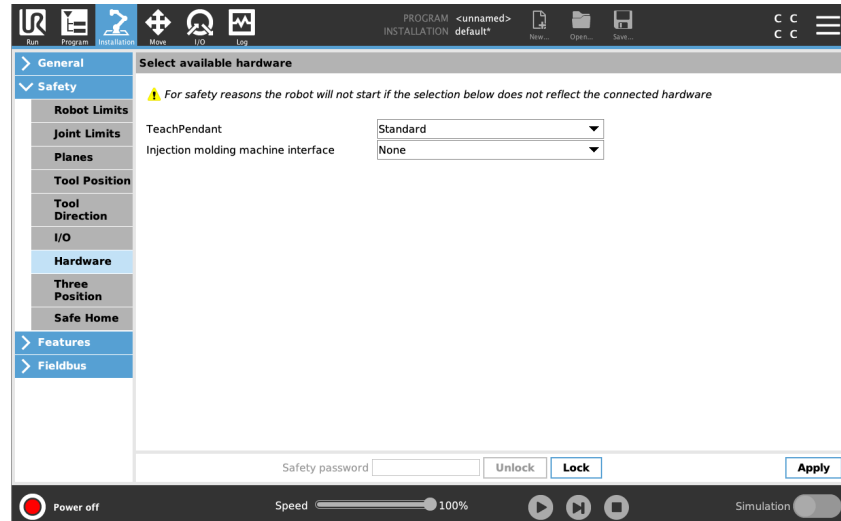 UR
PROGRAM <unnamed>
INSTALLATION default*
C C
C C
Run
Program
Installation
Move
I/O
Log
New...
Open...
Save...
General
Safety
Robot Limits
Joint Limits
Planes
Tool Position
Tool
Direction
I/O
Hardware
Three
Position
Safe Home
Features
Fieldbus
Select available hardware
For safety reasons the robot will not start if the selection below does not reflect the connected hardware
TeachPendant Standard
Injection molding machine interface None
Safety password Unlock Lock Apply
Power off Speed 100% Simulation